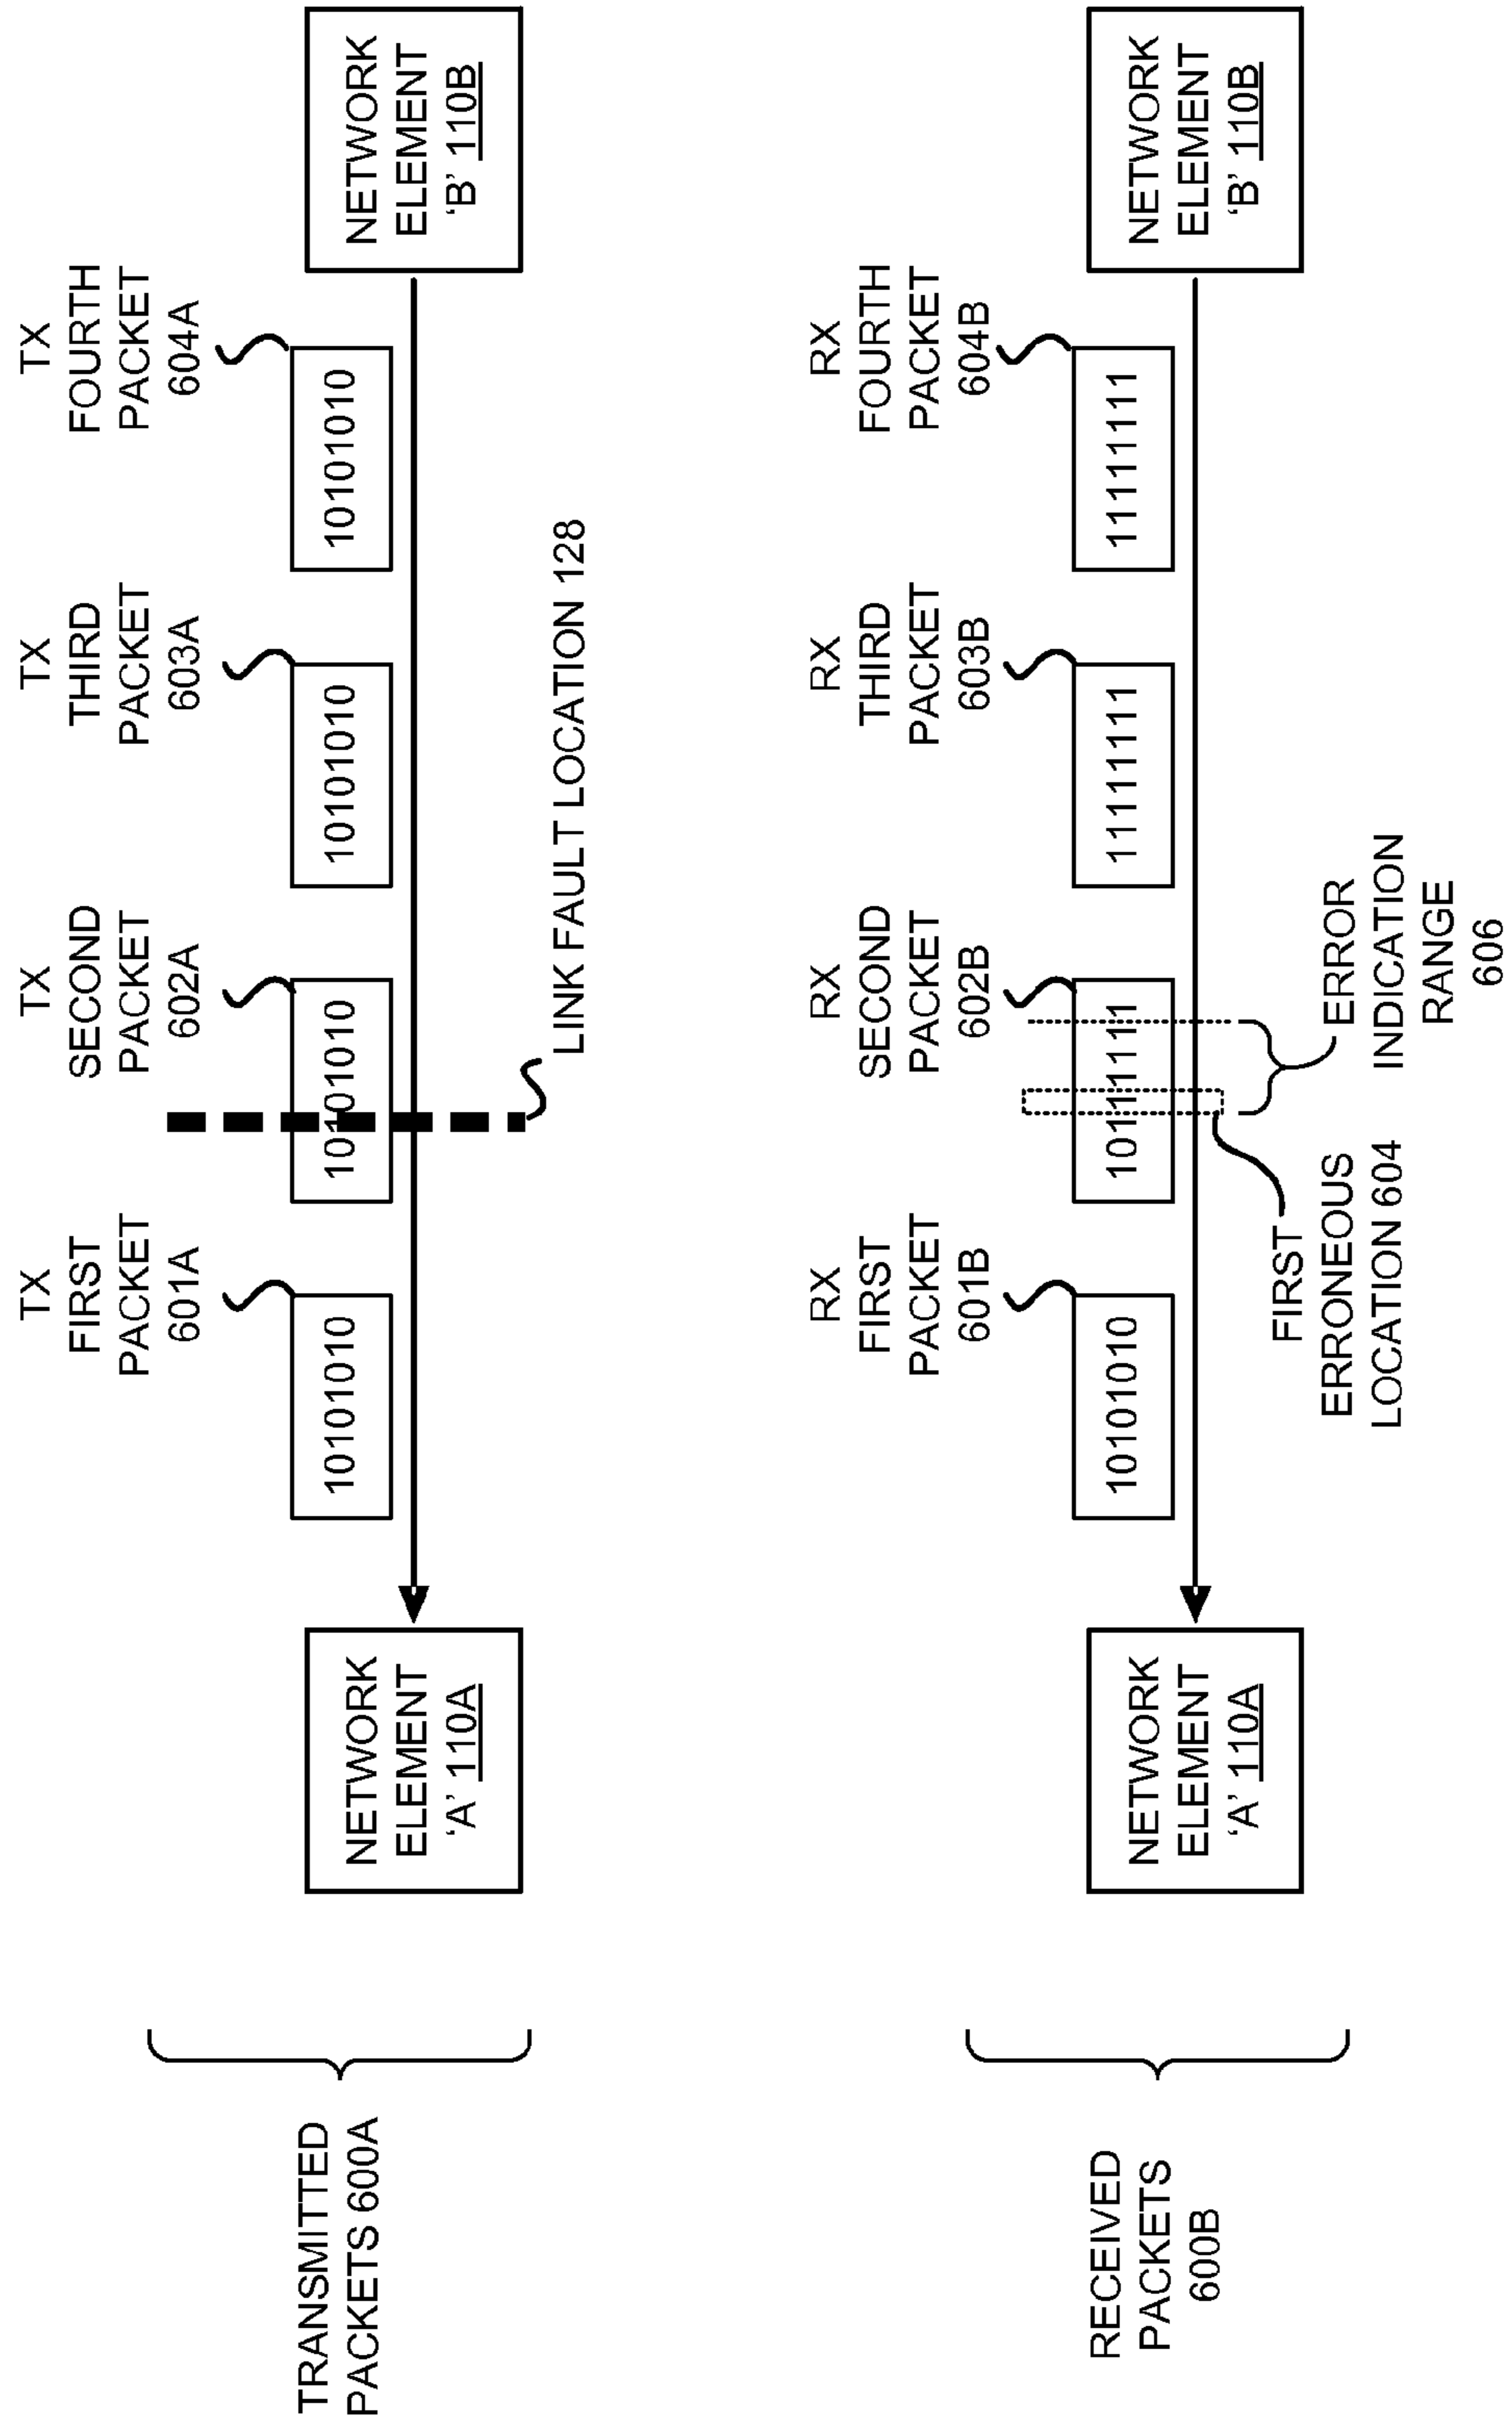 TRANSMITTED
PACKETS 600A
NETWORK
ELEMENT
'A' 110A
TX
FIRST
PACKET
601A
10101010
TX
SECOND
PACKET
602A
10101010
TX
THIRD
PACKET
603A
10101010
TX
FOURTH
PACKET
604A
10101010
NETWORK
ELEMENT
'B' 110B
LINK FAULT LOCATION 128
RECEIVED
PACKETS
600B
NETWORK
ELEMENT
'A' 110A
RX
FIRST
PACKET
601B
10101010
RX
SECOND
PACKET
602B
10111111
RX
THIRD
PACKET
603B
11111111
RX
FOURTH
PACKET
604B
11111111
NETWORK
ELEMENT
'B' 110B
FIRST
ERRONEOUS
LOCATION 604
ERROR
INDICATION
RANGE
606